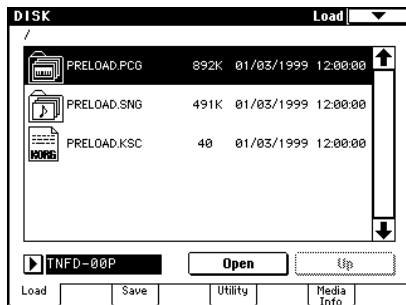 DISK Load
/
PRELOAD.PCG 892K 01/03/1999 12:00:00
PRELOAD.SNG 491K 01/03/1999 12:00:00
KORG PRELOAD.KSC 40 01/03/1999 12:00:00
TNFD-00P Open Up
Load Save Utility Media Info